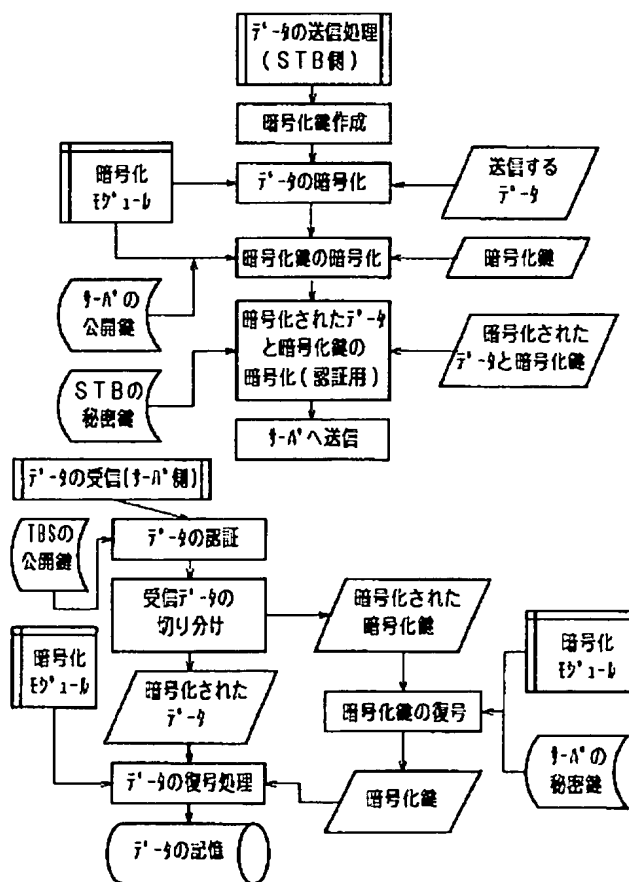 ﾃﾞｰﾀの送信処理
(STB側)
暗号化鍵作成
暗号化
ﾓｼﾞｭｰﾙ
ﾃﾞｰﾀの暗号化
送信する
ﾃﾞｰﾀ
暗号化鍵の暗号化
暗号化鍵
ｻｰﾊﾞの
公開鍵
暗号化されたﾃﾞｰﾀ
と暗号化鍵の
暗号化(認証用)
暗号化された
ﾃﾞｰﾀと暗号化鍵
STBの
秘密鍵
ｻｰﾊﾞへ送信
ﾃﾞｰﾀの受信(ｻｰﾊﾞ側)
TBSの
公開鍵
ﾃﾞｰﾀの認証
受信ﾃﾞｰﾀの
切り分け
暗号化された
暗号化鍵
暗号化
ﾓｼﾞｭｰﾙ
暗号化
ﾓｼﾞｭｰﾙ
暗号化された
ﾃﾞｰﾀ
暗号化鍵の復号
ｻｰﾊﾞの
秘密鍵
ﾃﾞｰﾀの復号処理
暗号化鍵
ﾃﾞｰﾀの記憶